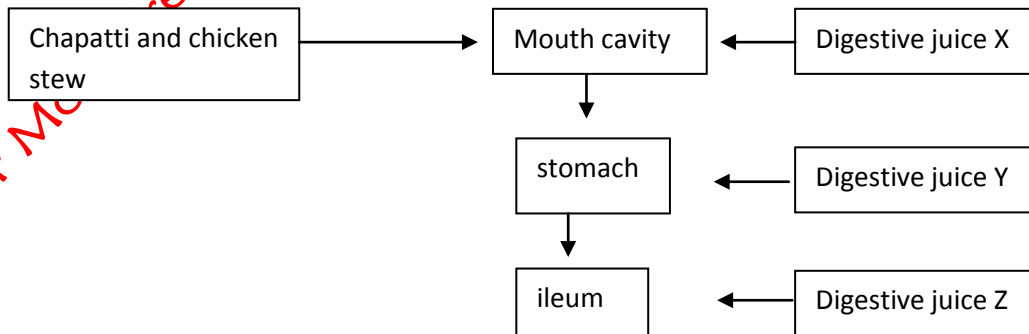 Chapatti and chicken
stew
Mouth cavity
Digestive juice X
stomach
Digestive juice Y
ileum
Digestive juice Z